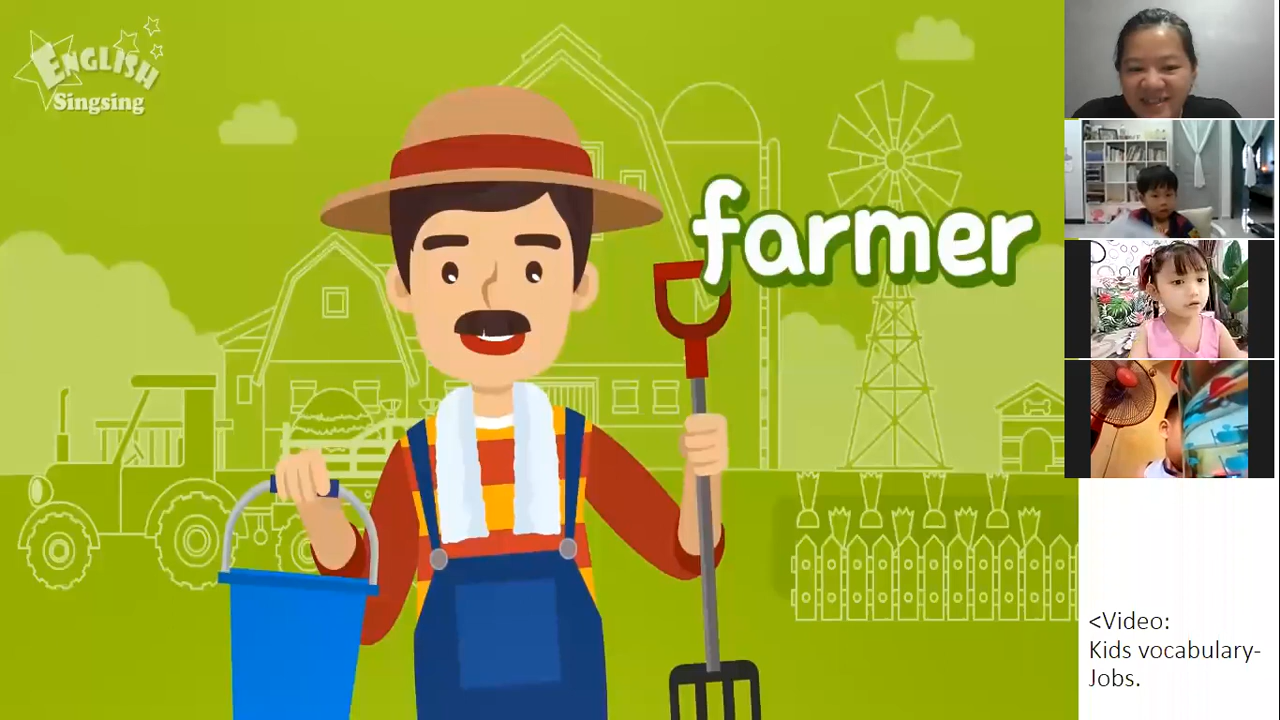 ENGLISH
Singsing
farmer
<Video:
Kids vocabulary-
Jobs.